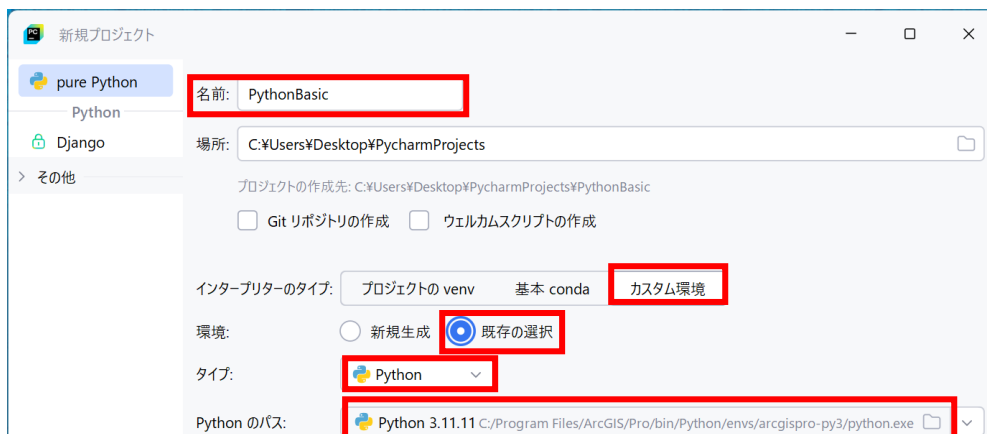 PC 新規プロジェクト
pure Python
Python
Django
その他
名前: PythonBasic
場所: C:¥Users¥Desktop¥PycharmProjects
プロジェクトの作成先: C:¥Users¥Desktop¥PycharmProjects¥PythonBasic
Git リポジトリの作成 ウェルカムスクリプトの作成
インタープリターのタイプ: プロジェクトの venv 基本 conda カスタム環境
環境: 新規生成 既存の選択
タイプ: Python
Python のパス: Python 3.11.11 C:/Program Files/ArcGIS/Pro/bin/Python/envs/arcgispro-py3/python.exe